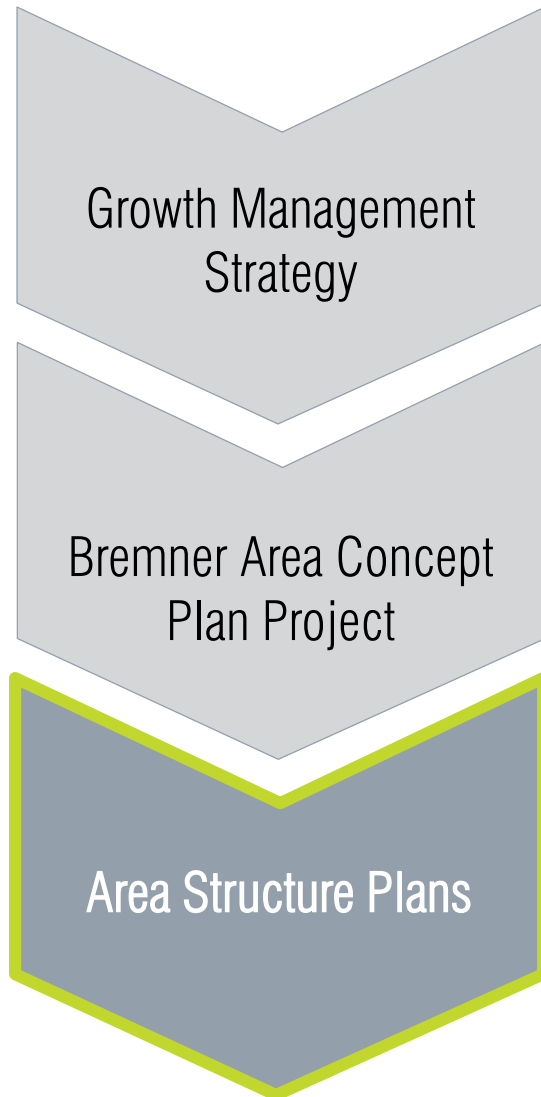 Growth Management
Strategy
Bremner Area Concept
Plan Project
Area Structure Plans